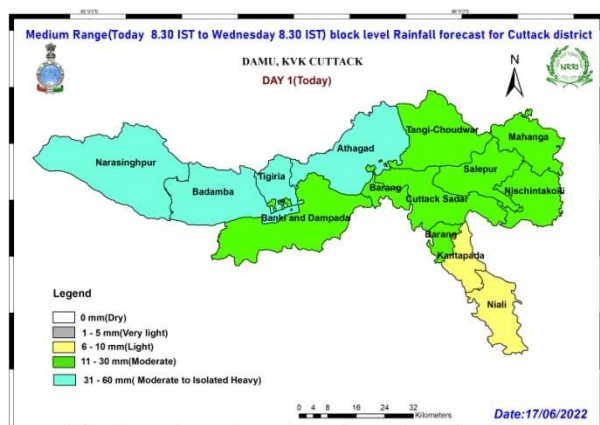 Medium Range(Today 8.30 IST to Wednesday 8.30 IST) block level Rainfall forecast for Cuttack district
DAMU, KVK CUTTACK
DAY 1(Today)
N
NRRI
Narasinghpur
Badamba
Tigiria
Athagad
Tangi-Choudwar
Mahanga
Salepur
Nischintakoili
Barang
Cuttack Sadar
Banki and Dampada
Barang
Kantapada
Niali
Legend
0 mm(Dry)
1 - 5 mm(Very light)
6 - 10 mm(Light)
11 - 30 mm(Moderate)
31 - 60 mm( Moderate to Isolated Heavy)
0 4 8 16 24 32
Kilometers
Date:17/06/2022